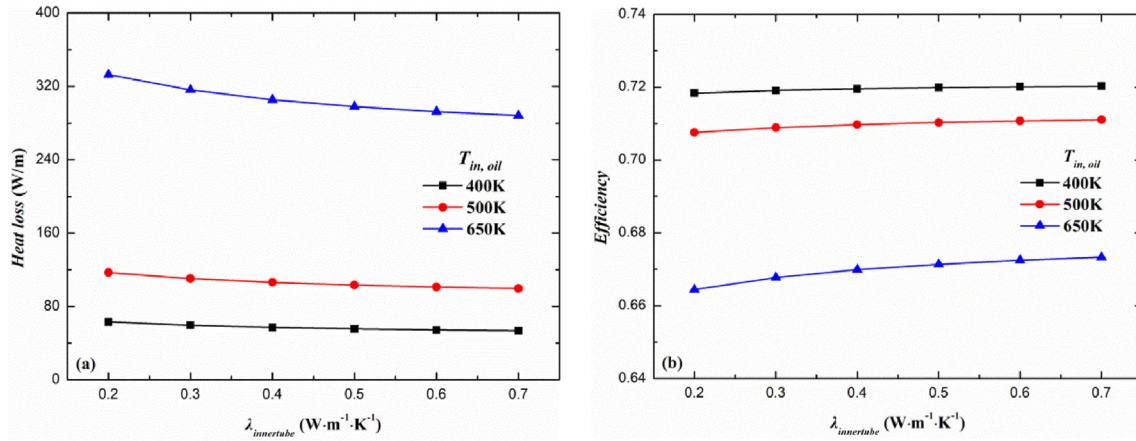 400
320
240
160
80
0
Heat loss (W/m)
T in, oil
400K
500K
650K
(a)
0.2 0.3 0.4 0.5 0.6 0.7
λ innertube (W·m⁻¹·K⁻¹)
0.74
0.72
0.70
0.68
0.66
0.64
Efficiency
T in, oil
400K
500K
650K
(b)
0.2 0.3 0.4 0.5 0.6 0.7
λ innertube (W·m⁻¹·K⁻¹)